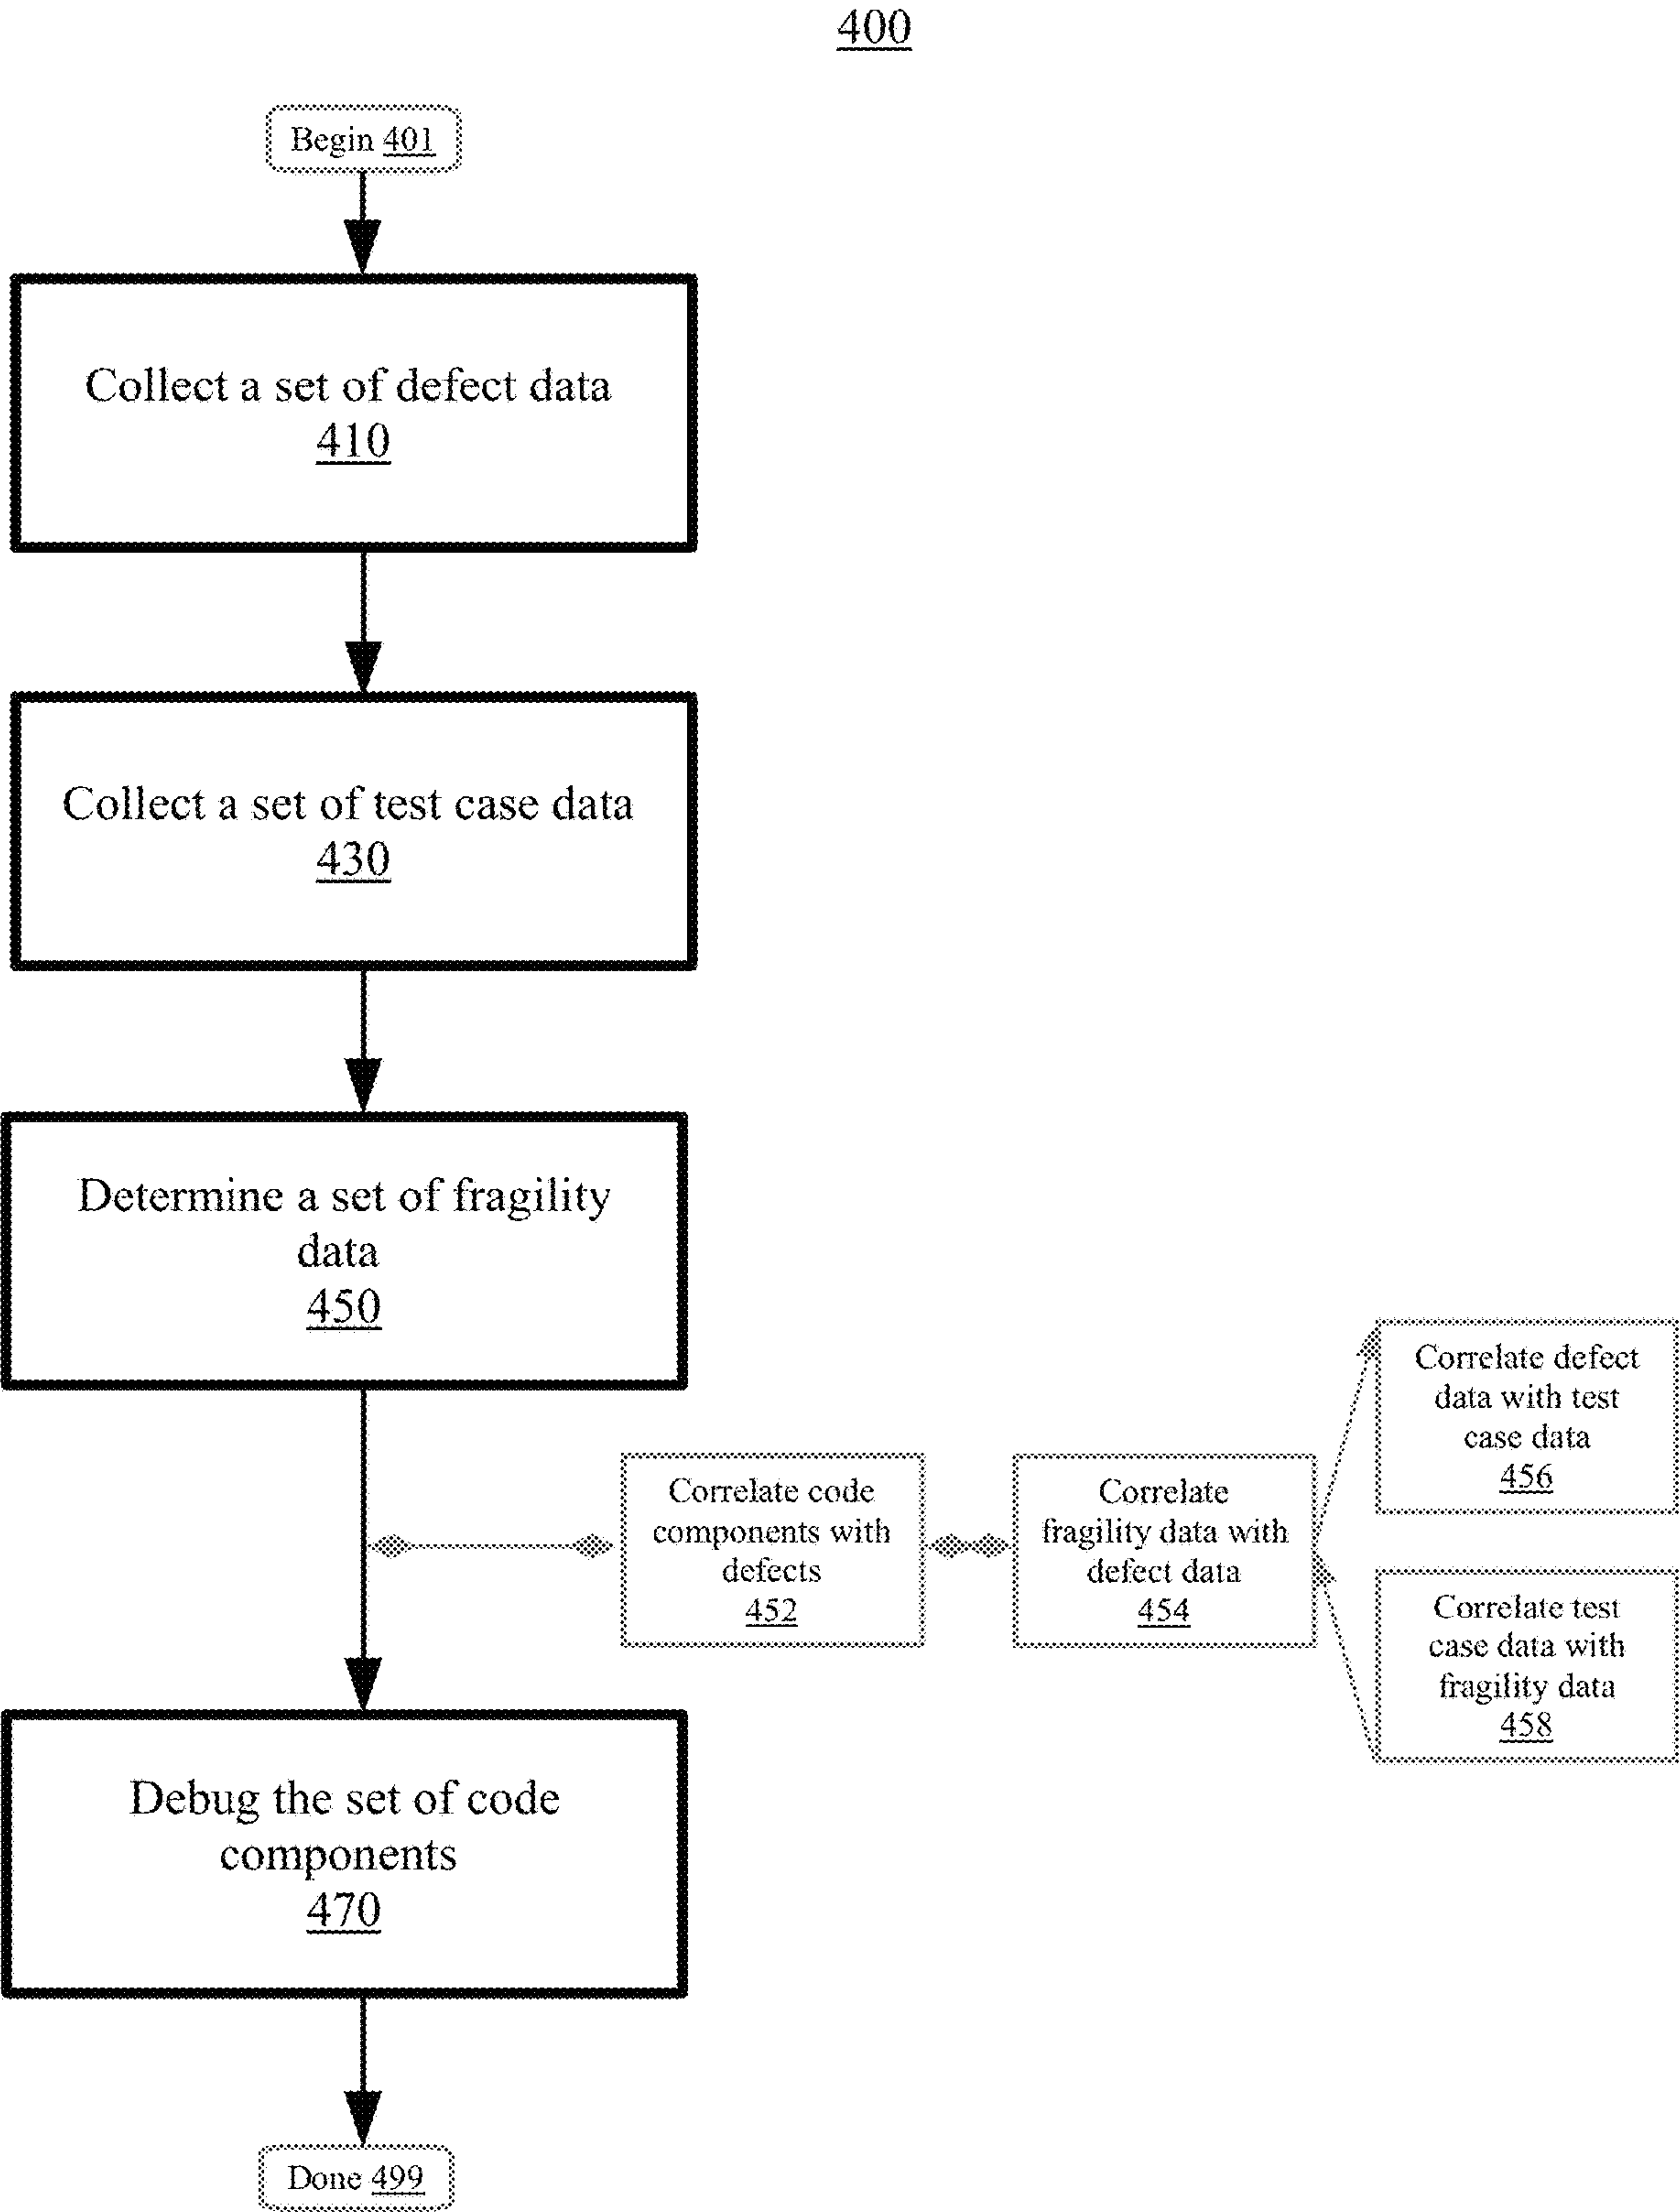 400
Begin 401
Collect a set of defect data
410
Collect a set of test case data
430
Determine a set of fragility
data
450
Correlate code
components with
defects
452
Correlate
fragility data with
defect data
454
Correlate defect
data with test
case data
456
Correlate test
case data with
fragility data
458
Debug the set of code
components
470
Done 499